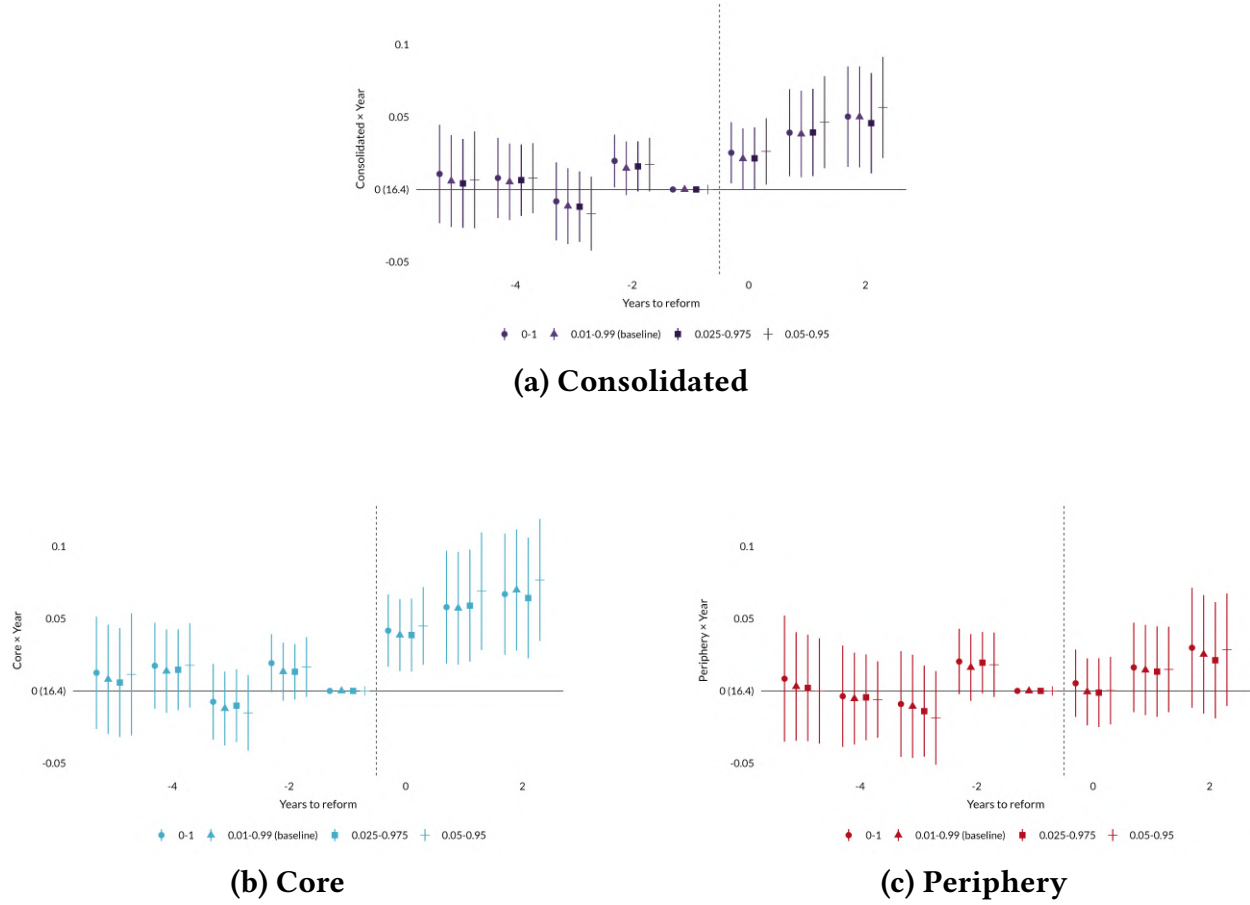 0.1
0.05
0 (16.4)
-0.05
Consolidated × Year
-4 -2 0 2
Years to reform
0-1 0.01-0.99 (baseline) 0.025-0.975 0.05-0.95
(a) Consolidated
0.1
0.05
0 (16.4)
-0.05
Core × Year
-4 -2 0 2
Years to reform
0-1 0.01-0.99 (baseline) 0.025-0.975 0.05-0.95
(b) Core
0.1
0.05
0 (16.4)
-0.05
Periphery × Year
-4 -2 0 2
Years to reform
0-1 0.01-0.99 (baseline) 0.025-0.975 0.05-0.95
(c) Periphery